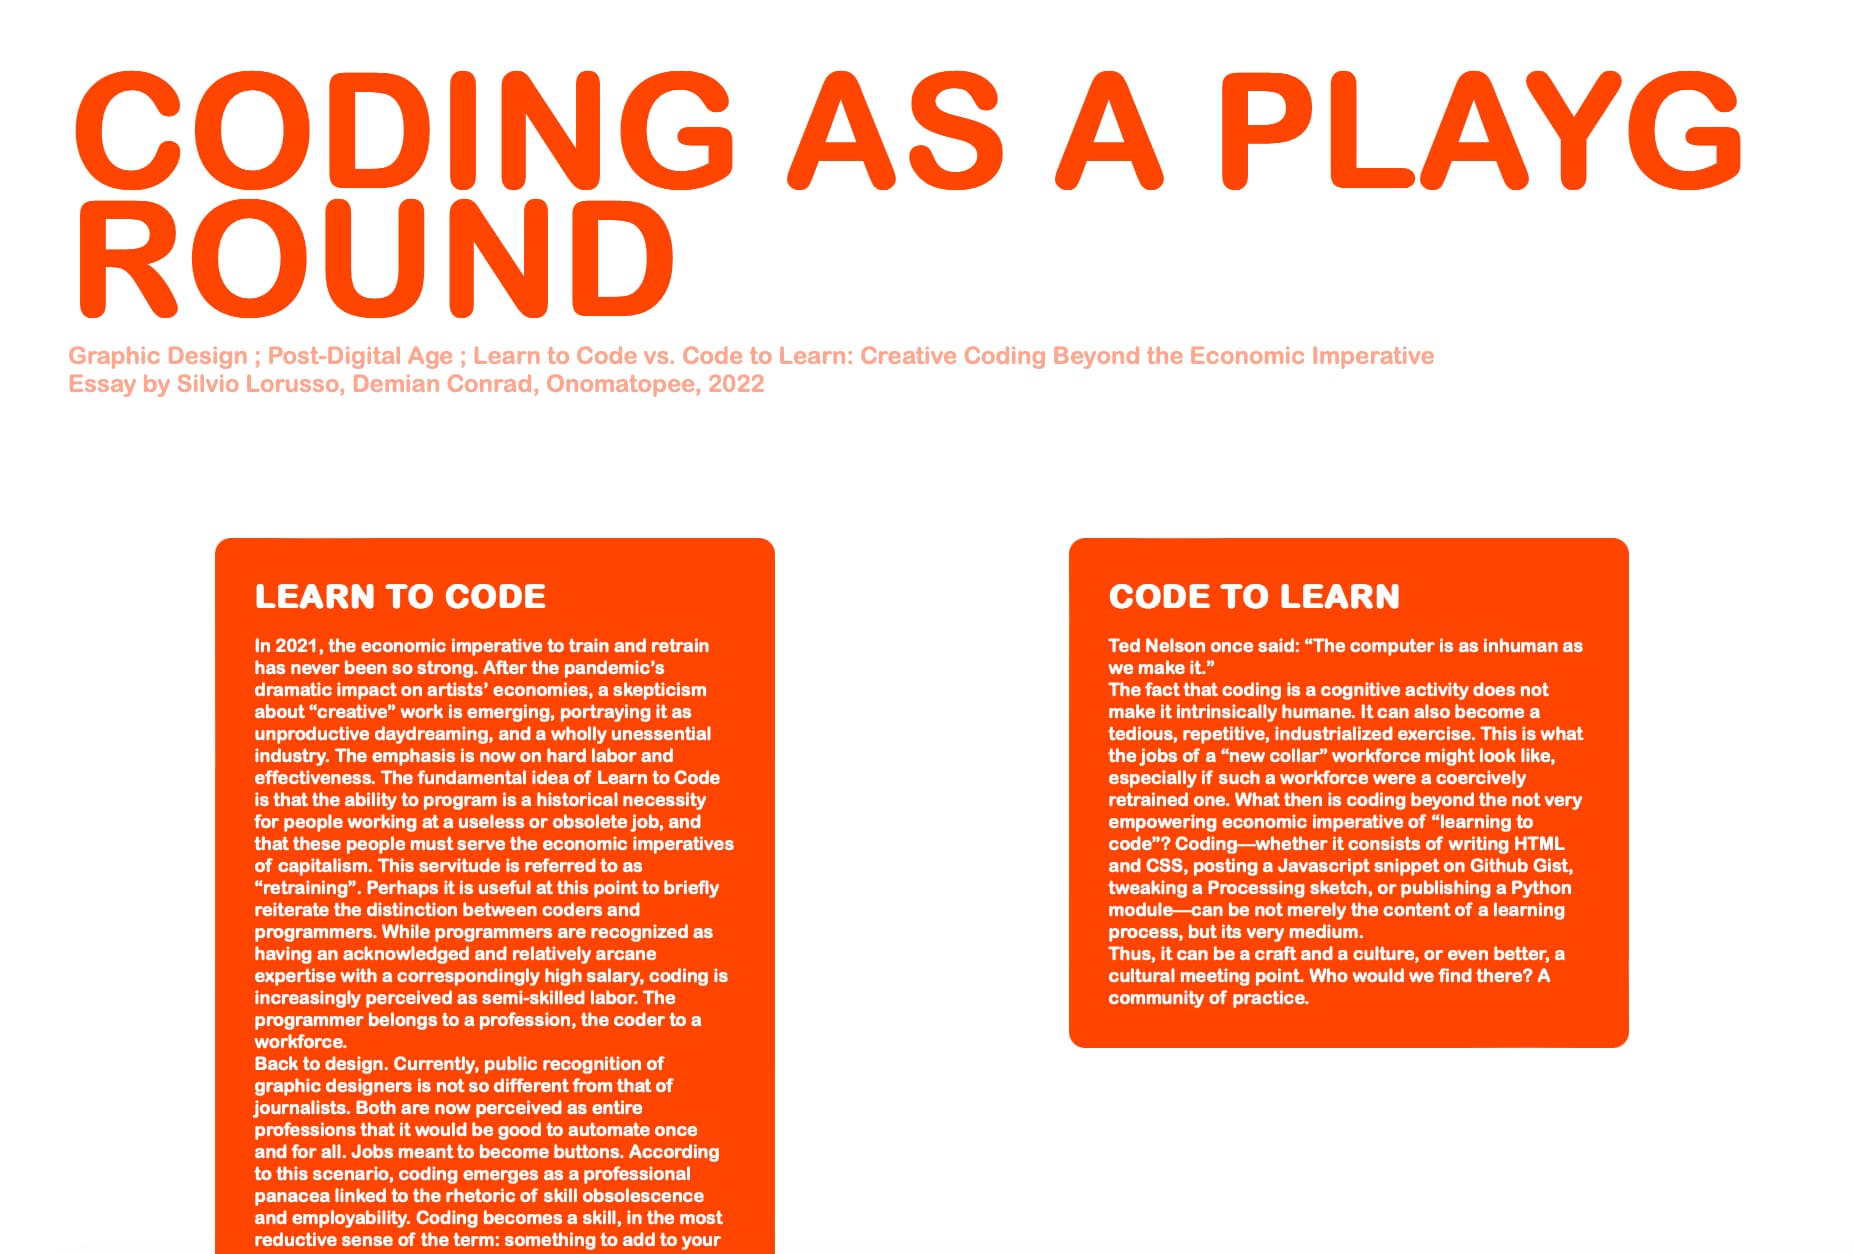 CODING AS A PLAYG
ROUND
Graphic Design ; Post-Digital Age ; Learn to Code vs. Code to Learn: Creative Coding Beyond the Economic Imperative
Essay by Silvio Lorusso, Demian Conrad, Onomatopee, 2022
LEARN TO CODE
In 2021, the economic imperative to train and retrain
has never been so strong. After the pandemic’s
dramatic impact on artists’ economies, a skepticism
about “creative” work is emerging, portraying it as
unproductive daydreaming, and a wholly unessential
industry. The emphasis is now on hard labor and
effectiveness. The fundamental idea of Learn to Code
is that the ability to program is a historical necessity
for people working at a useless or obsolete job, and
that these people must serve the economic imperatives
of capitalism. This servitude is referred to as
“retraining”. Perhaps it is useful at this point to briefly
reiterate the distinction between coders and
programmers. While programmers are recognized as
having an acknowledged and relatively arcane
expertise with a correspondingly high salary, coding is
increasingly perceived as semi-skilled labor. The
programmer belongs to a profession, the coder to a
workforce.
Back to design. Currently, public recognition of
graphic designers is not so different from that of
journalists. Both are now perceived as entire
professions that it would be good to automate once
and for all. Jobs meant to become buttons. According
to this scenario, coding emerges as a professional
panacea linked to the rhetoric of skill obsolescence
and employability. Coding becomes a skill, in the most
reductive sense of the term: something to add to your
CODE TO LEARN
Ted Nelson once said: “The computer is as inhuman as
we make it.”
The fact that coding is a cognitive activity does not
make it intrinsically humane. It can also become a
tedious, repetitive, industrialized exercise. This is what
the jobs of a “new collar” workforce might look like,
especially if such a workforce were a coercively
retrained one. What then is coding beyond the not very
empowering economic imperative of “learning to
code”? Coding—whether it consists of writing HTML
and CSS, posting a Javascript snippet on Github Gist,
tweaking a Processing sketch, or publishing a Python
module—can be not merely the content of a learning
process, but its very medium.
Thus, it can be a craft and a culture, or even better, a
cultural meeting point. Who would we find there? A
community of practice.